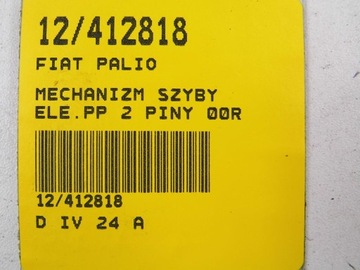 12/412818
FIAT PALIO
MECHANIZM SZYBY
ELE.PP 2 PINY 00R
12/412818
D IV 24 A